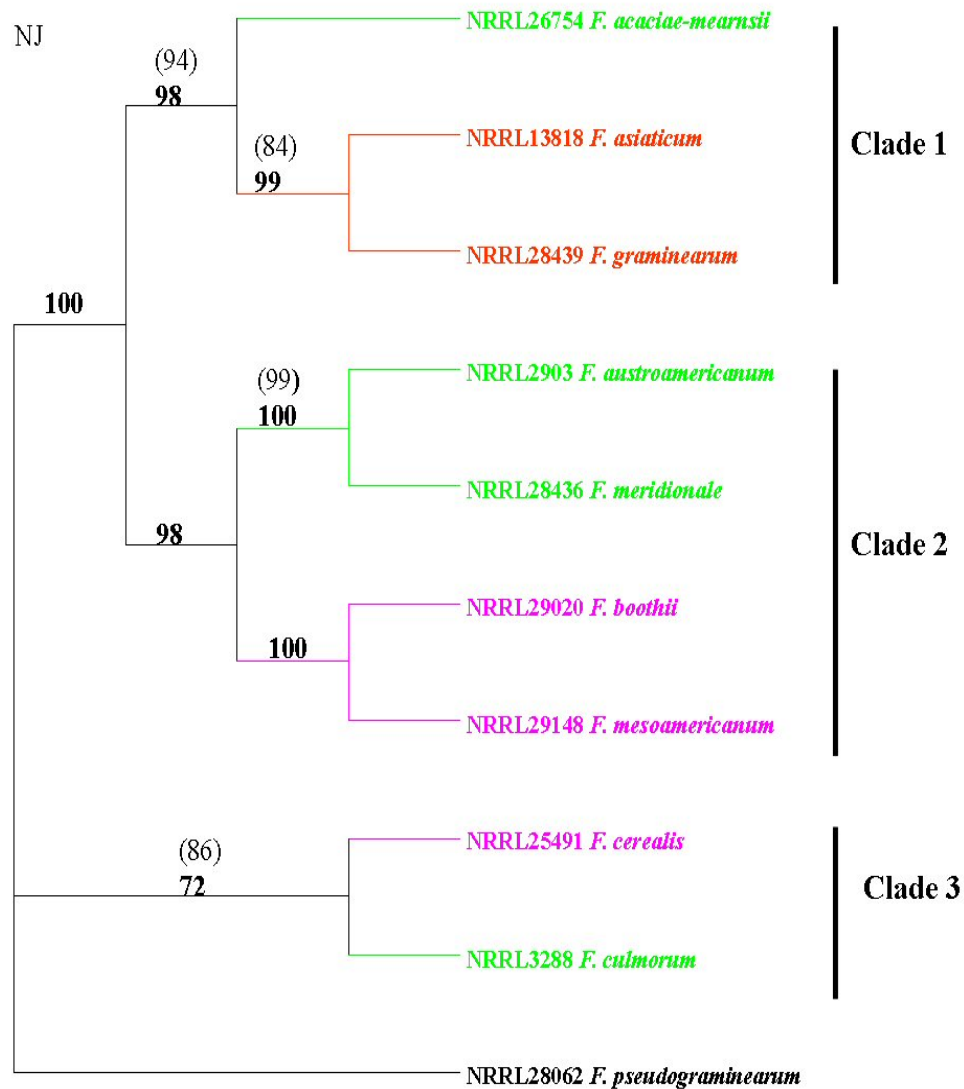 NJ
NRRL26754 F. acaciae-mearnsii
(94)
98
NRRL13818 F. asiaticum
Clade 1
(84)
99
NRRL28439 F. graminearum
100
NRRL2903 F. austroamericanum
(99)
100
NRRL28436 F. meridionale
98
Clade 2
NRRL29020 F. boothii
100
NRRL29148 F. mesoamericanum
NRRL25491 F. cerealis
(86)
72
Clade 3
NRRL3288 F. culmorum
NRRL28062 F. pseudograminearum